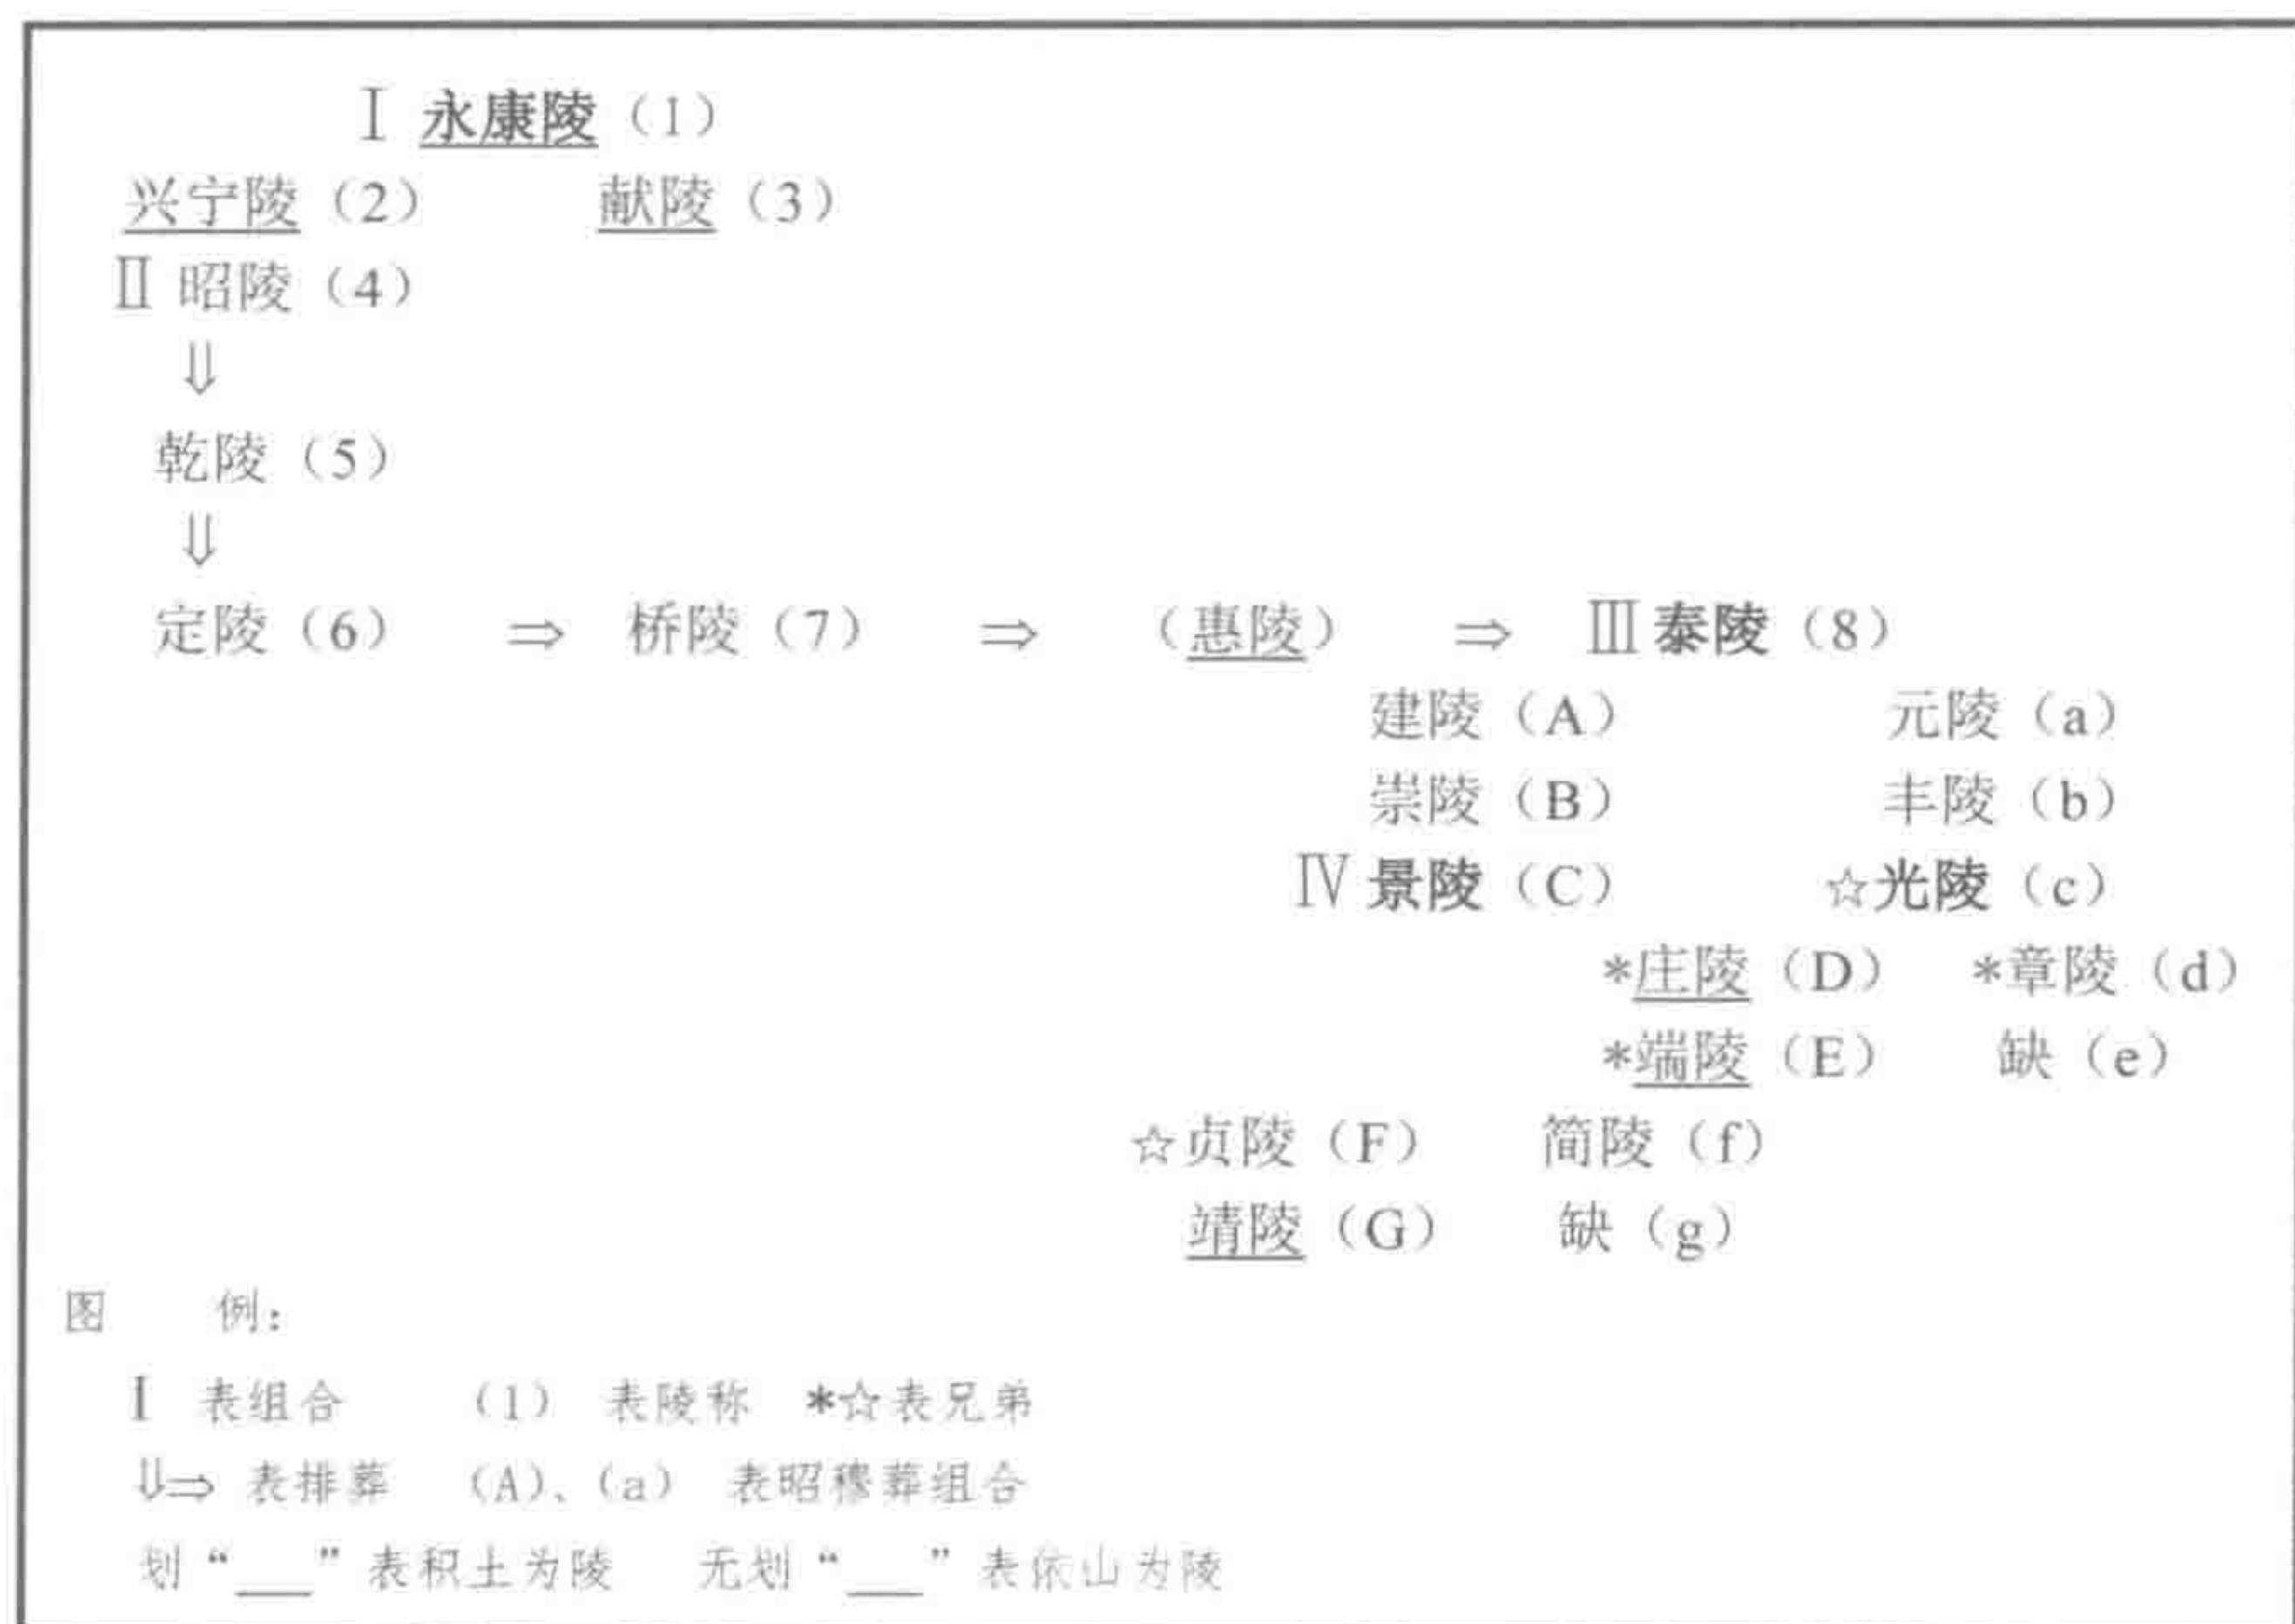 Ⅰ 永康陵（1）
兴宁陵（2） 献陵（3）
Ⅱ 昭陵（4）
⇓
乾陵（5）
⇓
定陵（6） ⇒ 桥陵（7） ⇒ （惠陵） ⇒ Ⅲ 泰陵（8）
建陵（A） 元陵（a）
崇陵（B） 丰陵（b）
Ⅳ 景陵（C） ☆光陵（c）
*庄陵（D） *章陵（d）
*端陵（E） 缺（e）
☆贞陵（F） 简陵（f）
靖陵（G） 缺（g）
图 例：
Ⅰ 表组合 （1） 表陵称 *☆表兄弟
⇓⇒ 表排葬 （A）、（a） 表昭穆葬组合
划“___”表积土为陵 无划“___”表依山为陵